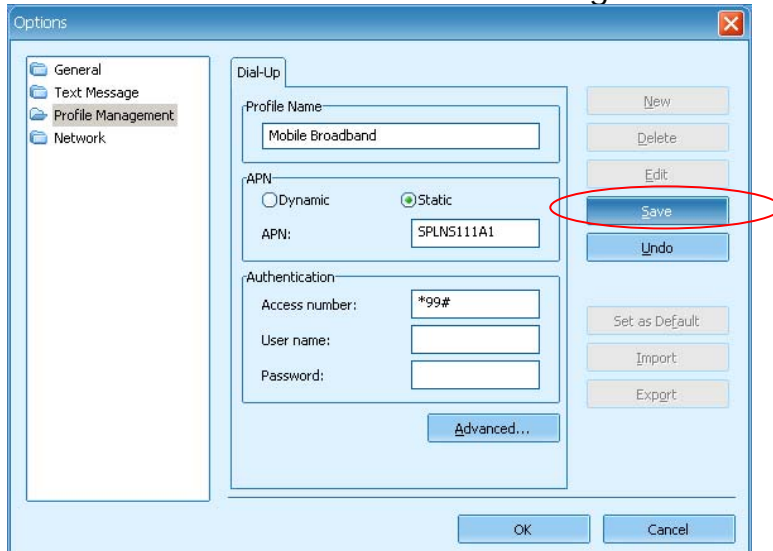 Options
General
Text Message
Profile Management
Network
Dial-Up
Profile Name
Mobile Broadband
APN
Dynamic
Static
APN:
SPLNS111A1
Authentication
Access number:
*99#
User name:
Password:
Advanced...
New
Delete
Edit
Save
Undo
Set as Default
Import
Export
OK
Cancel